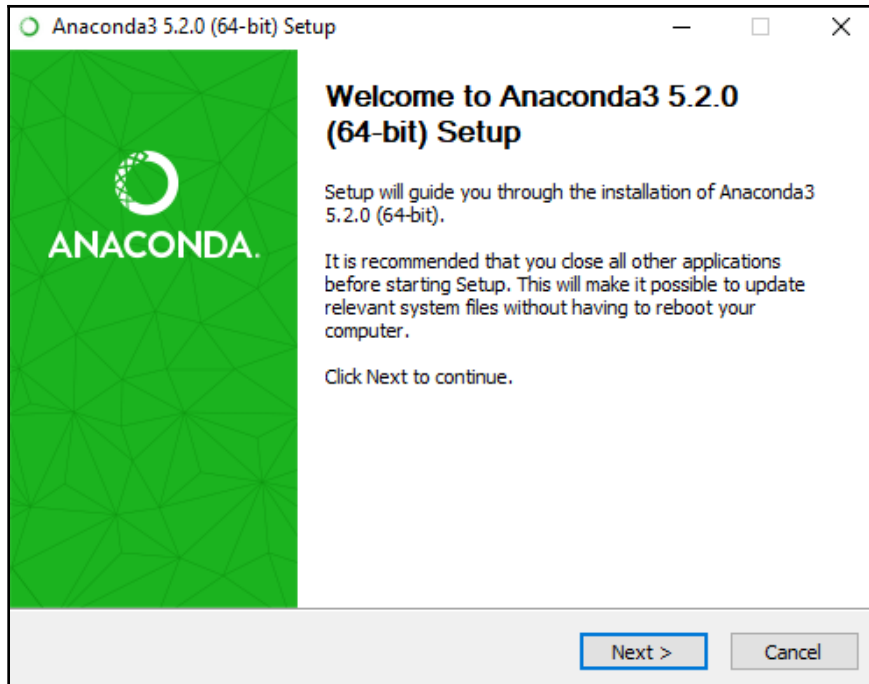 Anaconda3 5.2.0 (64-bit) Setup
ANACONDA.
Welcome to Anaconda3 5.2.0
(64-bit) Setup
Setup will guide you through the installation of Anaconda3
5.2.0 (64-bit).
It is recommended that you close all other applications
before starting Setup. This will make it possible to update
relevant system files without having to reboot your
computer.
Click Next to continue.
Next >
Cancel